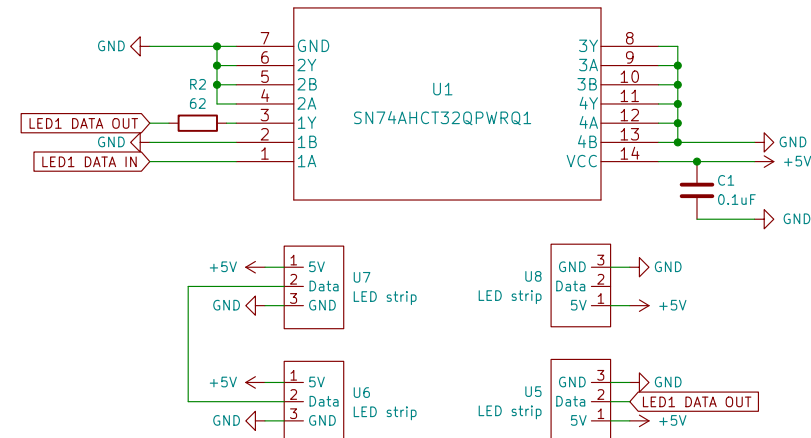 GND 7 GND 3Y 8
6 2Y 3A 9
R2 5 2B U1 3B 10
62 4 2A SN74AHCT32QPWRQ1 4Y 11
LED1 DATA OUT 3 1Y 4A 12
GND 2 1B 4B 13 GND
LED1 DATA IN 1 1A VCC 14 +5V
C1
0.1uF
GND
+5V 1 5V U7 U8 GND 3 GND
2 Data LED strip LED strip Data 2
GND 3 GND 5V 1 +5V
+5V 1 5V U6 U5 GND 3 GND
2 Data LED strip LED strip Data 2 LED1 DATA OUT
GND 3 GND 5V 1 +5V